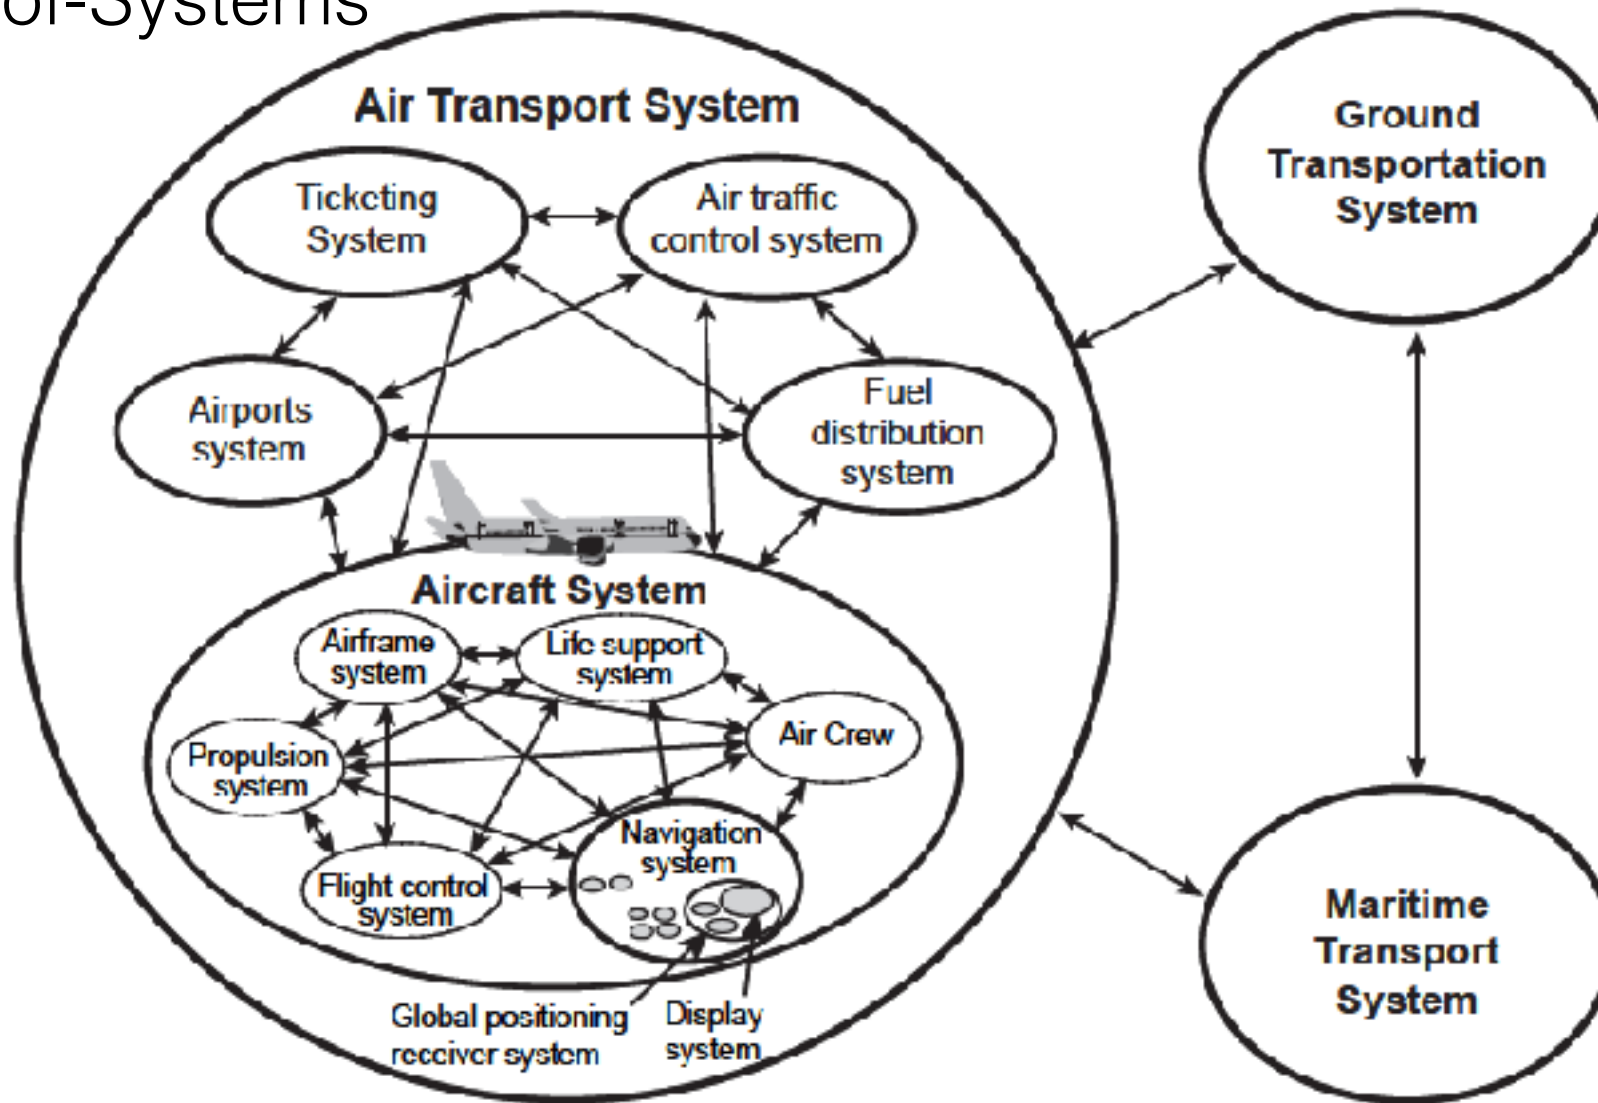 of-Systems
Air Transport System
Ticketing
System
Air traffic
control system
Airports
system
Fuel
distribution
system
Aircraft System
Airframe
system
Life support
system
Propulsion
system
Air Crew
Navigation
system
Flight control
system
Global positioning
receiver system
Display
system
Ground
Transportation
System
Maritime
Transport
System